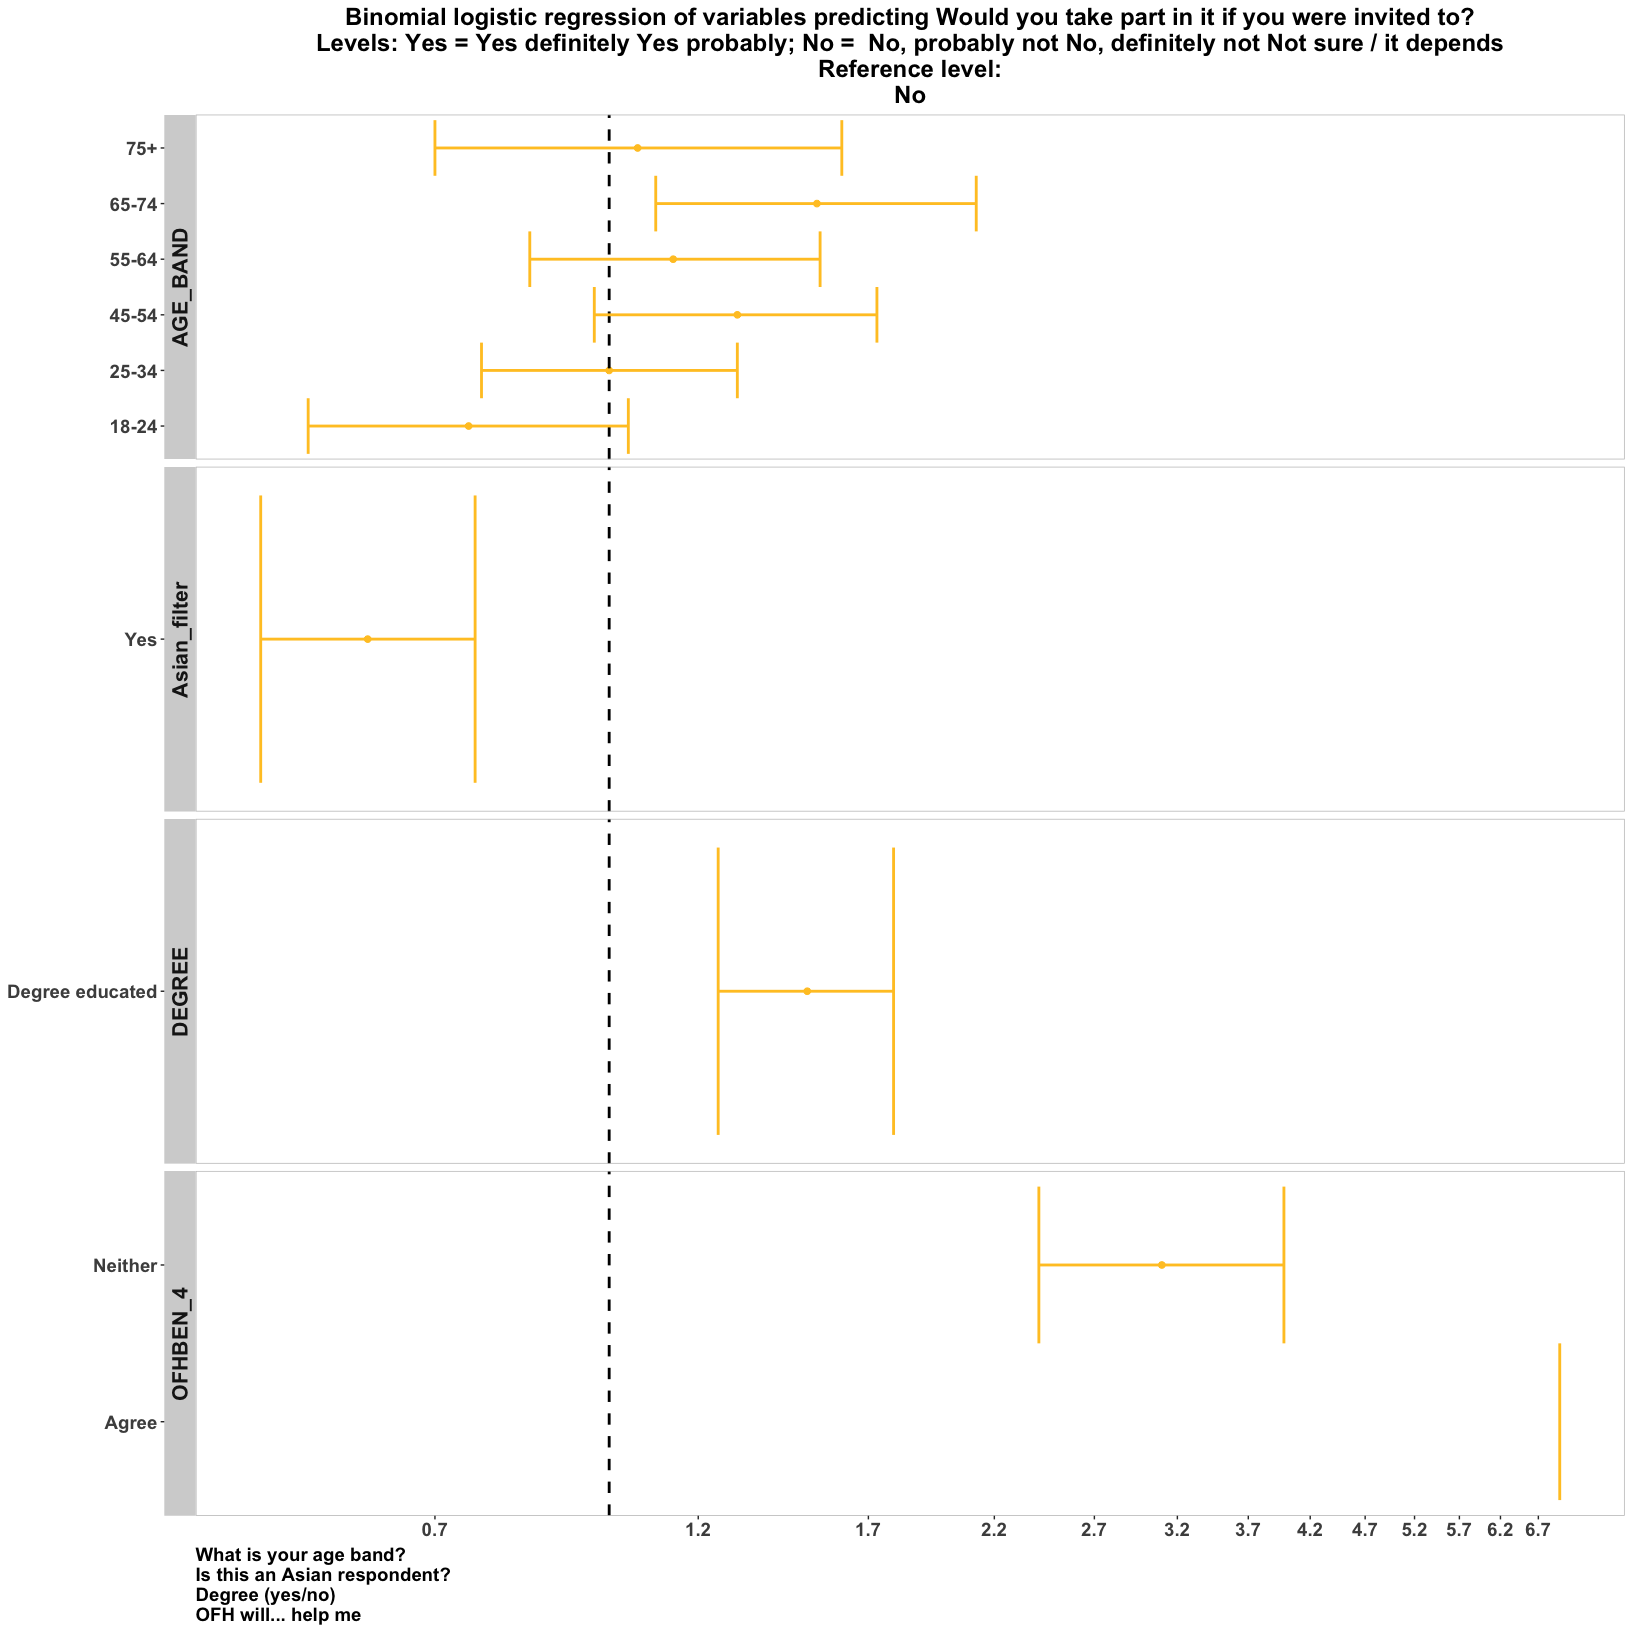 Binomial logistic regression of variables predicting Would you take part in it if you were invited to?
Levels: Yes = Yes definitely Yes probably; No =  No, probably not No, definitely not Not sure / it depends
Reference level:
No
AGE_BAND
75+
65-74
55-64
45-54
25-34
18-24
Asian_filter
Yes
DEGREE
Degree educated
OFHBEN_4
Neither
Agree
0.7 1.2 1.7 2.2 2.7 3.2 3.7 4.2 4.7 5.2 5.7 6.2 6.7
What is your age band?
Is this an Asian respondent?
Degree (yes/no)
OFH will... help me